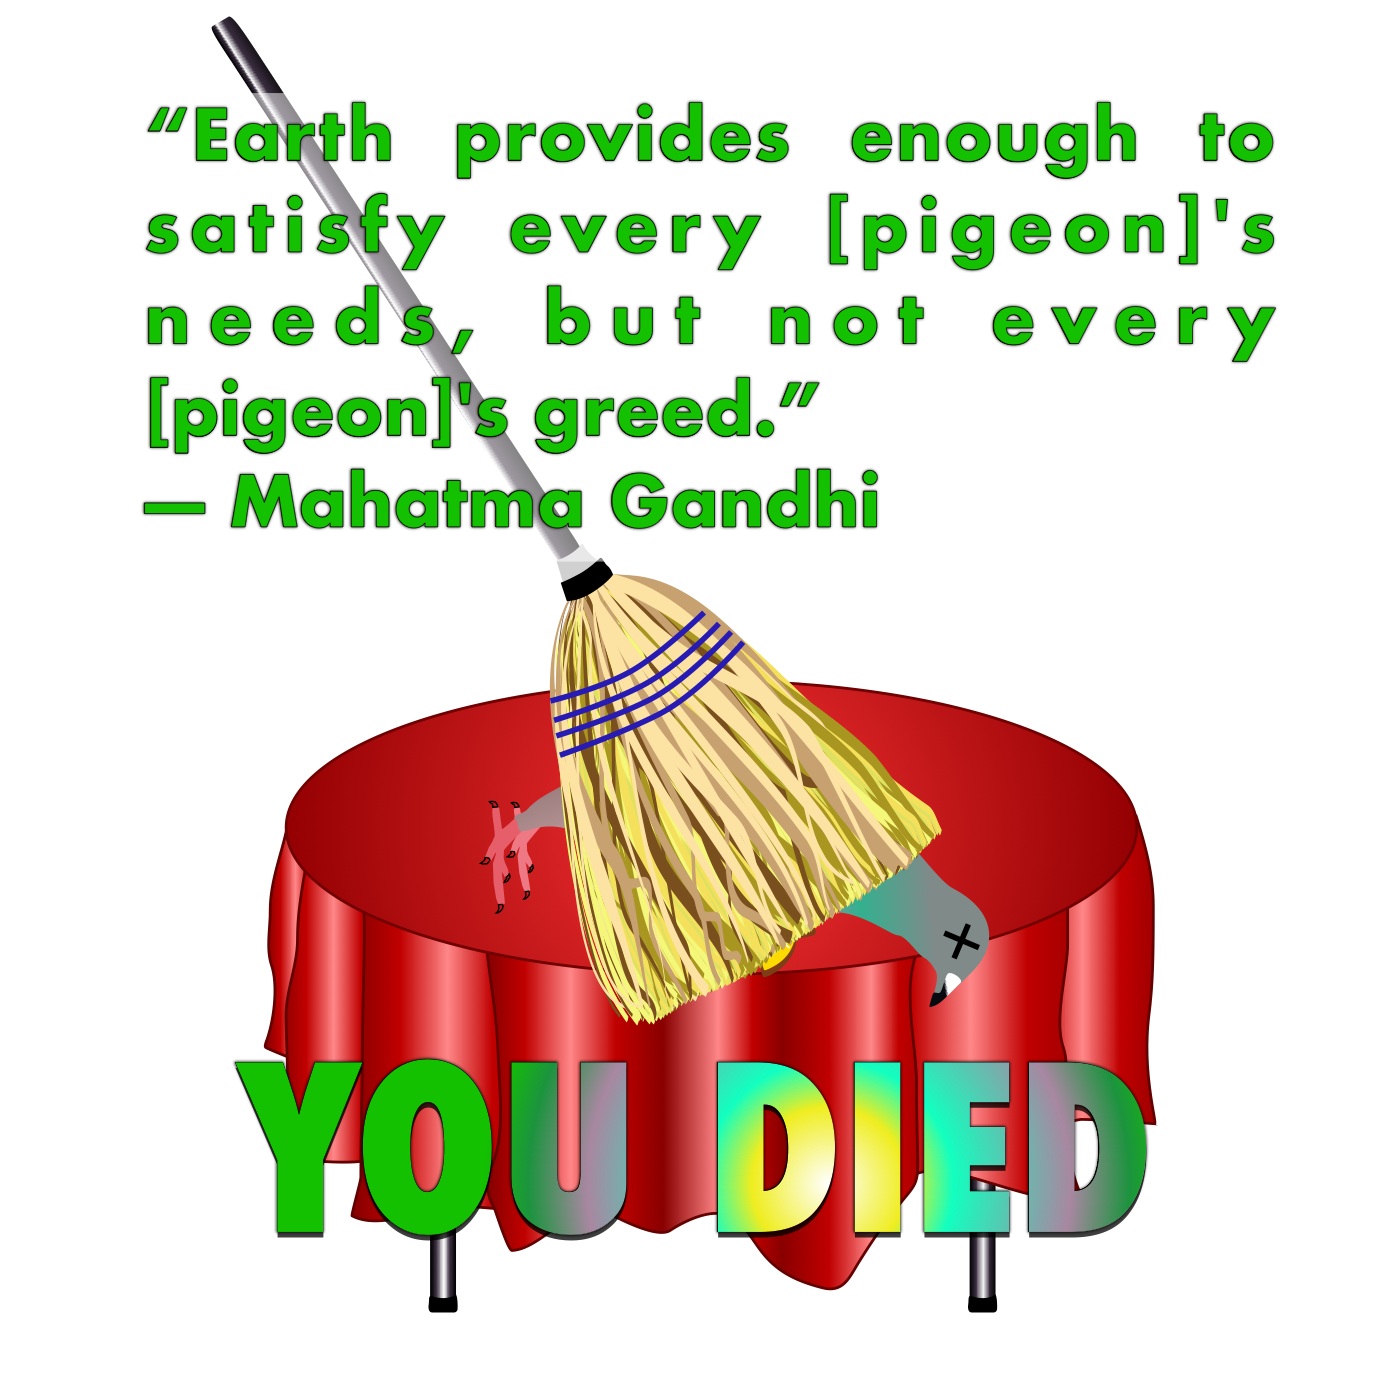 “Earth provides enough to
satisfy every [pigeon]'s
needs, but not every
[pigeon]'s greed.”
— Mahatma Gandhi
YOU DIED